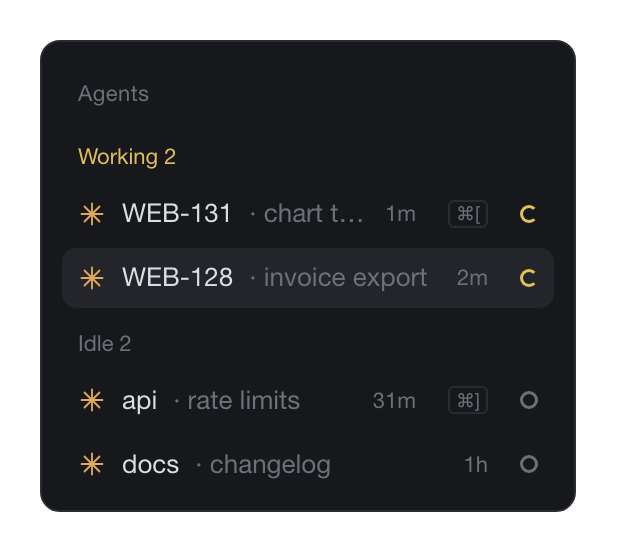 Agents
Working 2
WEB-131 · chart t… 1m ⌘[
WEB-128 · invoice export 2m
Idle 2
api · rate limits 31m ⌘]
docs · changelog 1h